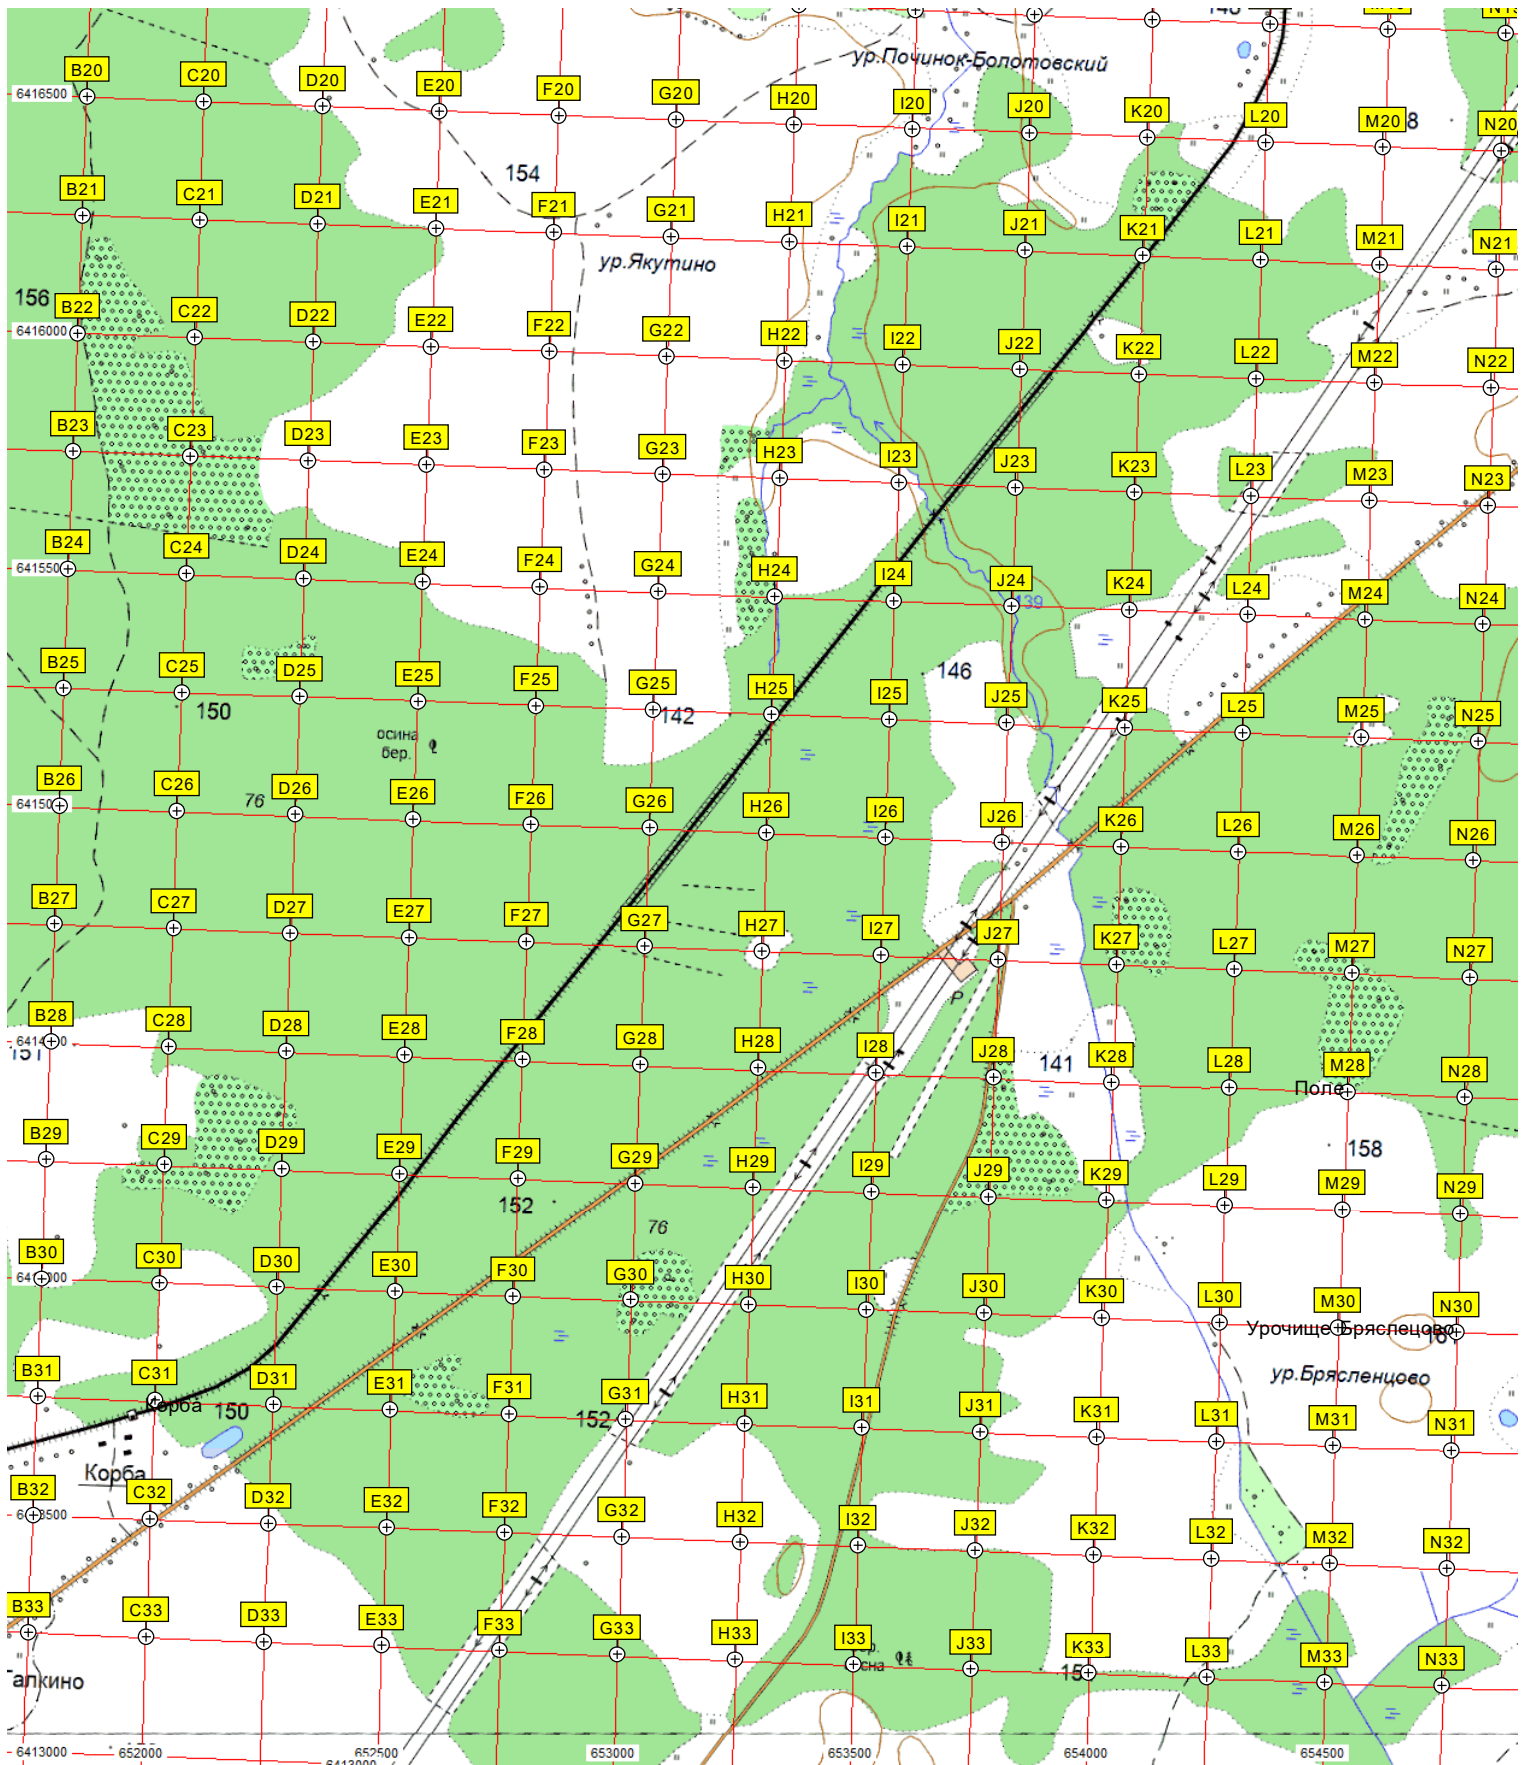 ур.Починок-Болотовский
B20 C20 D20 E20 F20 G20 H20 I20 J20 K20 L20 M20 N20
6416500
154
B21 C21 D21 E21 F21 G21 H21 I21 J21 K21 L21 M21 N21
ур.Якутино
156
B22 C22 D22 E22 F22 G22 H22 I22 J22 K22 L22 M22 N22
6416000
B23 C23 D23 E23 F23 G23 H23 I23 J23 K23 L23 M23 N23
B24 C24 D24 E24 F24 G24 H24 I24 J24 K24 L24 M24 N24
139
146
B25 C25 D25 E25 F25 G25 H25 I25 J25 K25 L25 M25 N25
150
142
осина
бер.
B26 C26 D26 E26 F26 G26 H26 I26 J26 K26 L26 M26 N26
76
B27 C27 D27 E27 F27 G27 H27 I27 J27 K27 L27 M27 N27
Р
B28 C28 D28 E28 F28 G28 H28 I28 J28 K28 L28 M28 N28
151
141
Поле
B29 C29 D29 E29 F29 G29 H29 I29 J29 K29 L29 M29 N29
158
152
76
B30 C30 D30 E30 F30 G30 H30 I30 J30 K30 L30 M30 N30
Урочище Бряслецово
ур.Брясленцово
B31 C31 D31 E31 F31 G31 H31 I31 J31 K31 L31 M31 N31
Корба
150
152
Корба
B32 C32 D32 E32 F32 G32 H32 I32 J32 K32 L32 M32 N32
B33 C33 D33 E33 F33 G33 H33 I33 J33 K33 L33 M33 N33
6413000 652000 652500 653000 653500 654000 654500
6413000